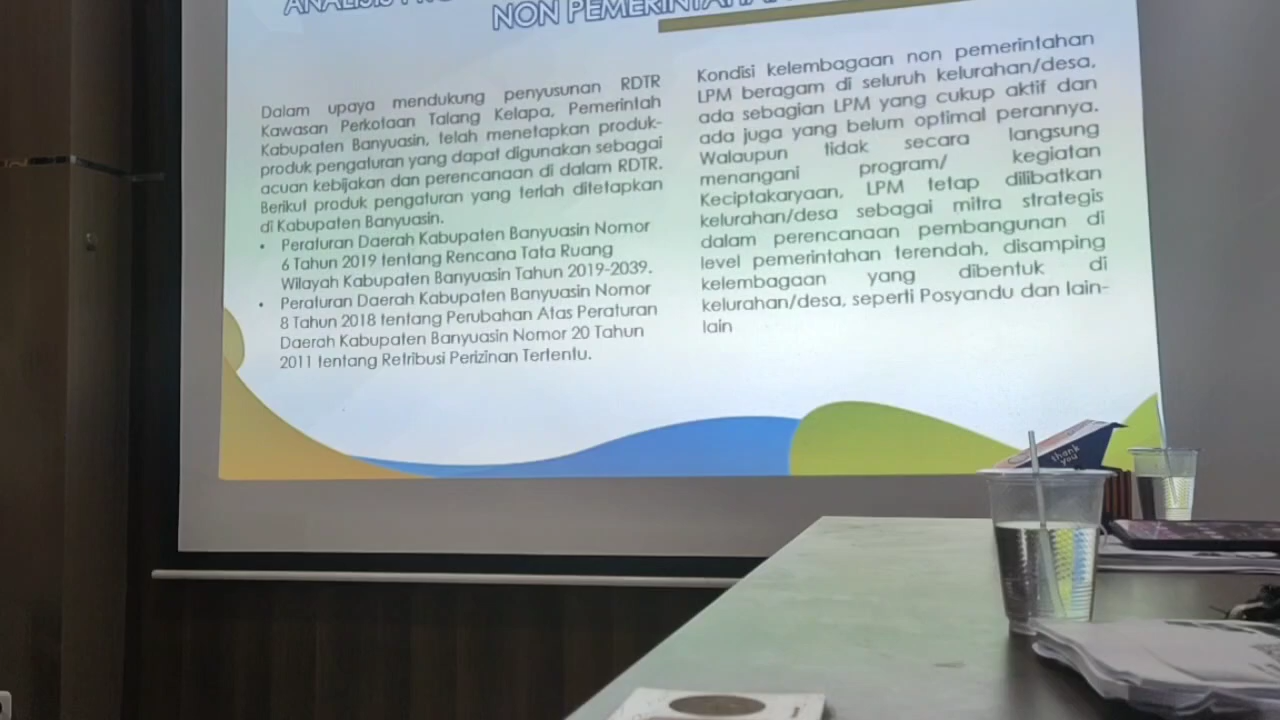 ANALISIS
NON PEMERINTAHAN
Dalam upaya mendukung penyusunan RDTR
Kawasan Perkotaan Talang Kelapa, Pemerintah
Kabupaten Banyuasin, telah menetapkan produk-
produk pengaturan yang dapat digunakan sebagai
acuan kebijakan dan perencanaan di dalam RDTR.
Berikut produk pengaturan yang terlah ditetapkan
di Kabupaten Banyuasin.
• Peraturan Daerah Kabupaten Banyuasin Nomor
6 Tahun 2019 tentang Rencana Tata Ruang
Wilayah Kabupaten Banyuasin Tahun 2019-2039.
• Peraturan Daerah Kabupaten Banyuasin Nomor
8 Tahun 2018 tentang Perubahan Atas Peraturan
Daerah Kabupaten Banyuasin Nomor 20 Tahun
2011 tentang Retribusi Perizinan Tertentu.
Kondisi kelembagaan non pemerintahan
LPM beragam di seluruh kelurahan/desa,
ada sebagian LPM yang cukup aktif dan
ada juga yang belum optimal perannya.
Walaupun tidak secara langsung
menangani program/ kegiatan
Keciptakaryaan, LPM tetap dilibatkan
kelurahan/desa sebagai mitra strategis
dalam perencanaan pembangunan di
level pemerintahan terendah, disamping
kelembagaan yang dibentuk di
kelurahan/desa, seperti Posyandu dan lain-
lain
thank
you